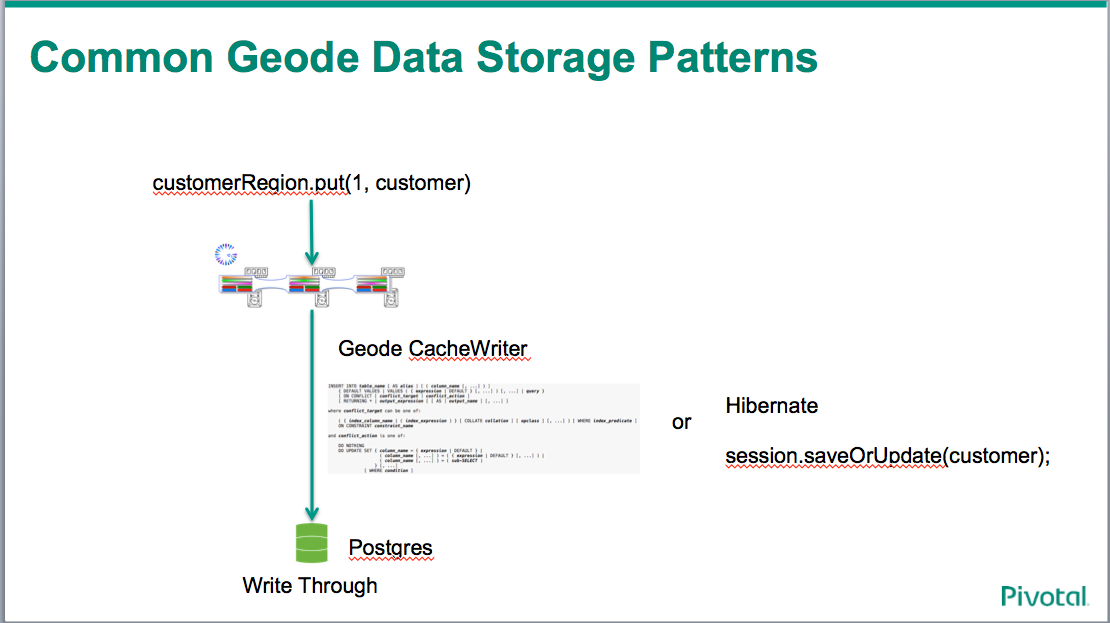 Common Geode Data Storage Patterns
customerRegion.put(1, customer)
Geode CacheWriter
INSERT INTO table_name [ AS alias ] [ ( column_name [, ...] ) ]
[ DEFAULT VALUES | VALUES ( { expression | DEFAULT } [, ...] ) [, ...] | query }
[ ON CONFLICT [ conflict_target ] conflict_action ]
[ RETURNING * | output_expression [ [ AS ] output_name ] [, ...] ]
where conflict_target can be one of:
( { index_column_name | ( index_expression ) } [ COLLATE collation ] [ opclass ] [, ...] ) [ WHERE index_predicate ]
ON CONSTRAINT constraint_name
and conflict_action is one of:
DO NOTHING
DO UPDATE SET { column_name = { expression | DEFAULT } |
( column_name [, ...] ) = ( { expression | DEFAULT } [, ...] ) |
( column_name [, ...] ) = ( sub-SELECT )
} [, ...]
[ WHERE condition ]
or
Hibernate
session.saveOrUpdate(customer);
Postgres
Write Through
Pivotal.